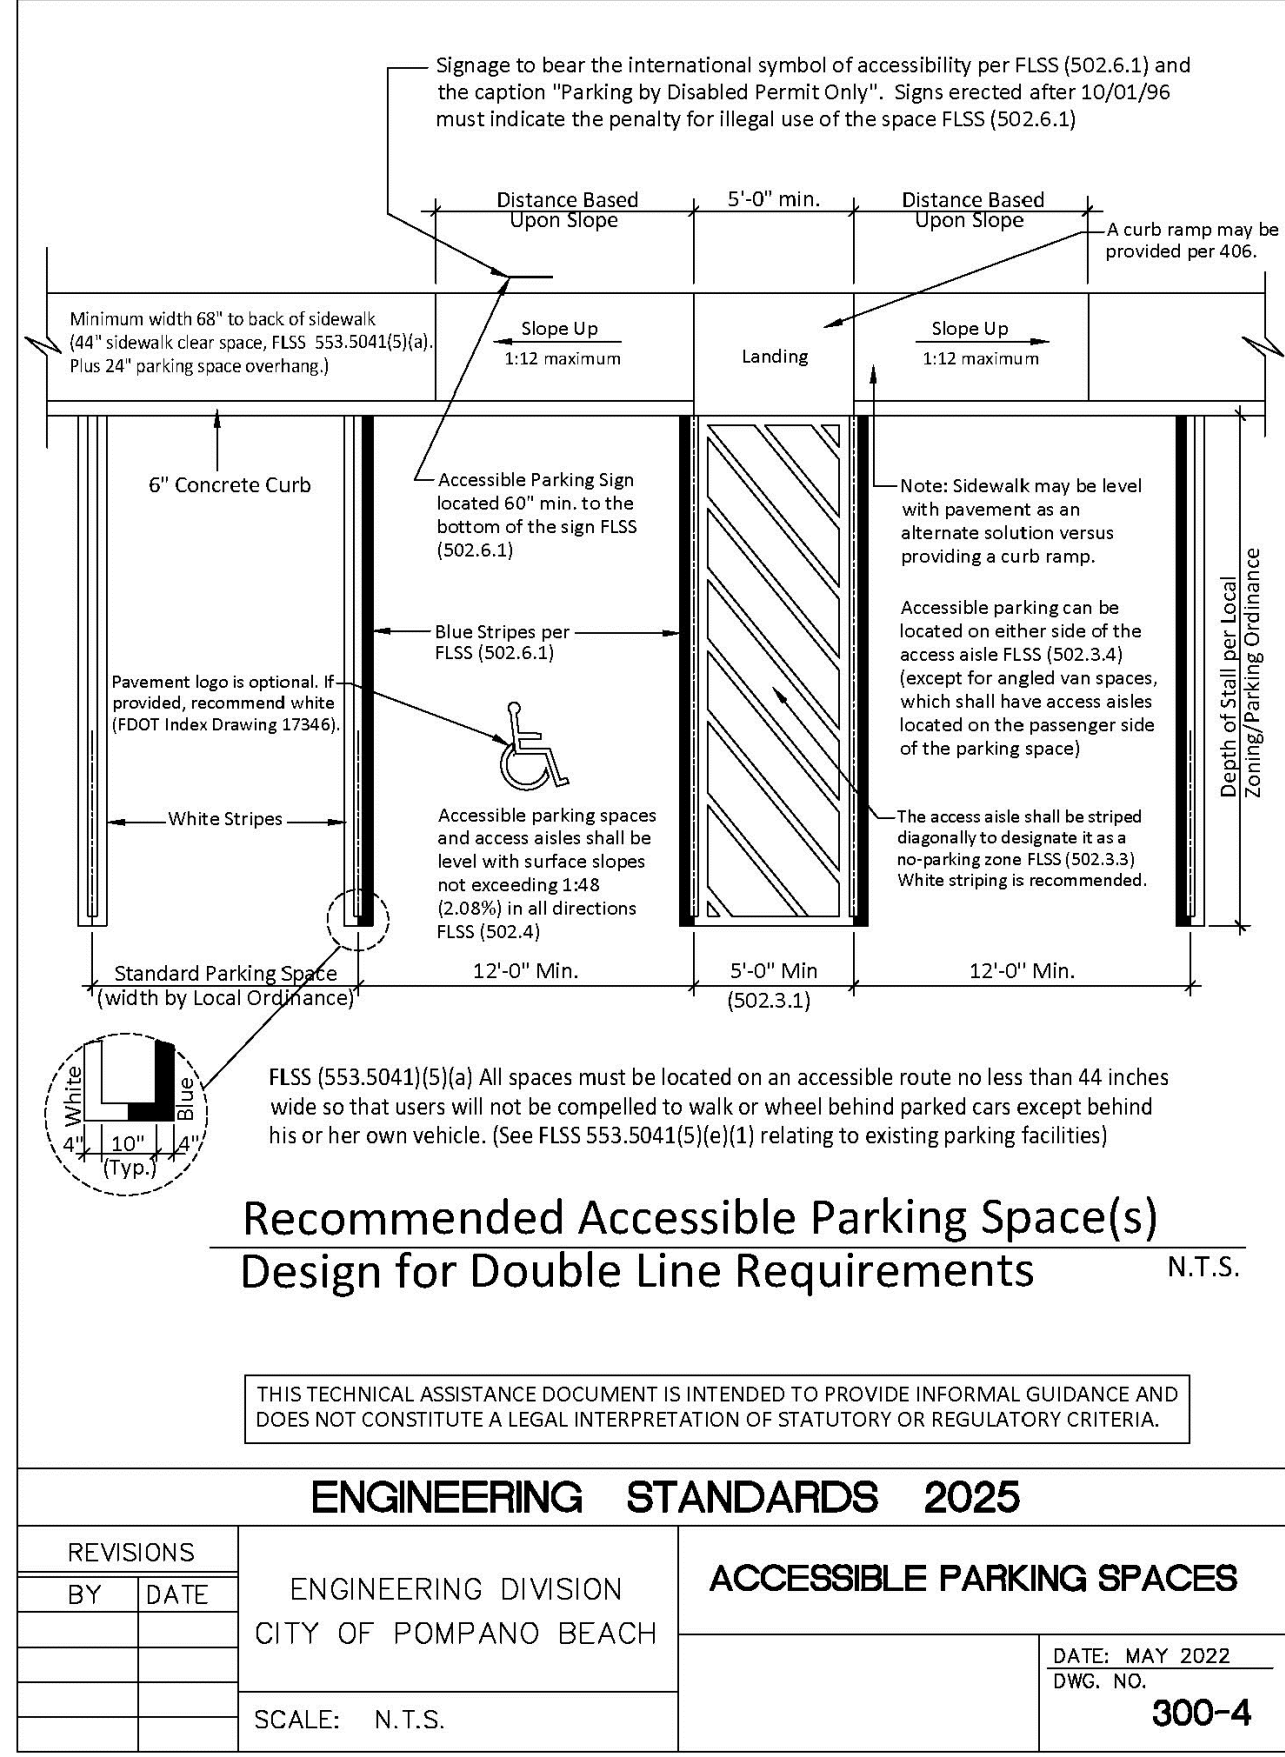 Signage to bear the international symbol of accessibility per FLSS (502.6.1) and
the caption "Parking by Disabled Permit Only".  Signs erected after 10/01/96
must indicate the penalty for illegal use of the space FLSS (502.6.1)
Distance Based
Upon Slope
5'-0" min.
Distance Based
Upon Slope
A curb ramp may be
provided per 406.
Minimum width 68" to back of sidewalk
(44" sidewalk clear space, FLSS  553.5041(5)(a).
Plus 24" parking space overhang.)
Slope Up
1:12 maximum
Landing
Slope Up
1:12 maximum
6" Concrete Curb
Accessible Parking Sign
located 60" min. to the
bottom of the sign FLSS
(502.6.1)
Note: Sidewalk may be level
with pavement as an
alternate solution versus
providing a curb ramp.
Accessible parking can be
located on either side of the
access aisle FLSS (502.3.4)
(except for angled van spaces,
which shall have access aisles
located on the passenger side
of the parking space)
Blue Stripes per
FLSS (502.6.1)
Pavement logo is optional. If
provided, recommend white
(FDOT Index Drawing 17346).
White Stripes
Accessible parking spaces
and access aisles shall be
level with surface slopes
not exceeding 1:48
(2.08%) in all directions
FLSS (502.4)
The access aisle shall be striped
diagonally to designate it as a
no-parking zone FLSS (502.3.3)
White striping is recommended.
Depth of Stall per Local
Zoning/Parking Ordinance
Standard Parking Space
(width by Local Ordinance)
12'-0" Min.
5'-0" Min
(502.3.1)
12'-0" Min.
White
Blue
4"
10"
4"
(Typ.)
FLSS (553.5041)(5)(a) All spaces must be located on an accessible route no less than 44 inches
wide so that users will not be compelled to walk or wheel behind parked cars except behind
his or her own vehicle. (See FLSS 553.5041(5)(e)(1) relating to existing parking facilities)
Recommended Accessible Parking Space(s)
Design for Double Line Requirements
N.T.S.
THIS TECHNICAL ASSISTANCE DOCUMENT IS INTENDED TO PROVIDE INFORMAL GUIDANCE AND
DOES NOT CONSTITUTE A LEGAL INTERPRETATION OF STATUTORY OR REGULATORY CRITERIA.
ENGINEERING STANDARDS 2025
REVISIONS
BY
DATE
ENGINEERING DIVISION
CITY OF POMPANO BEACH
SCALE: N.T.S.
ACCESSIBLE PARKING SPACES
DATE: MAY 2022
DWG. NO.
300-4